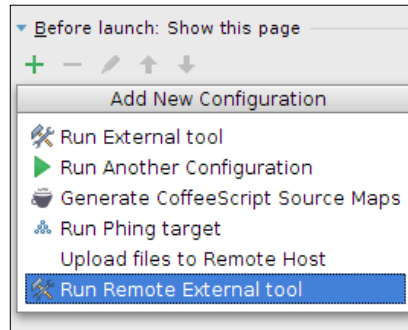 Before launch: Show this page
Add New Configuration
Run External tool
Run Another Configuration
Generate CoffeeScript Source Maps
Run Phing target
Upload files to Remote Host
Run Remote External tool